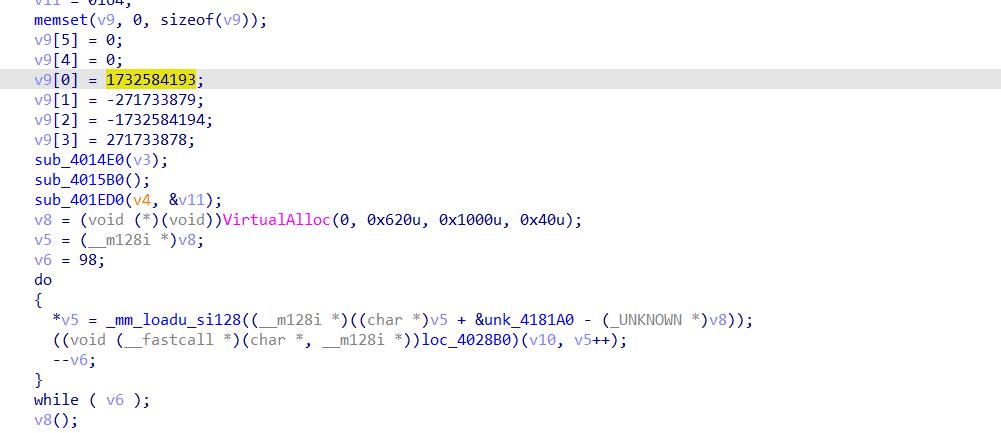 v11 = 0i64;
memset(v9, 0, sizeof(v9));
v9[5] = 0;
v9[4] = 0;
v9[0] = 1732584193;
v9[1] = -271733879;
v9[2] = -1732584194;
v9[3] = 271733878;
sub_4014E0(v3);
sub_4015B0();
sub_401ED0(v4, &v11);
v8 = (void (*)(void))VirtualAlloc(0, 0x620u, 0x1000u, 0x40u);
v5 = (__m128i *)v8;
v6 = 98;
do
{
*v5 = _mm_loadu_si128((__m128i *)((char *)v5 + &unk_4181A0 - (_UNKNOWN *)v8));
((void (__fastcall *)(char *, __m128i *))loc_4028B0)(v10, v5++);
--v6;
}
while ( v6 );
v8();